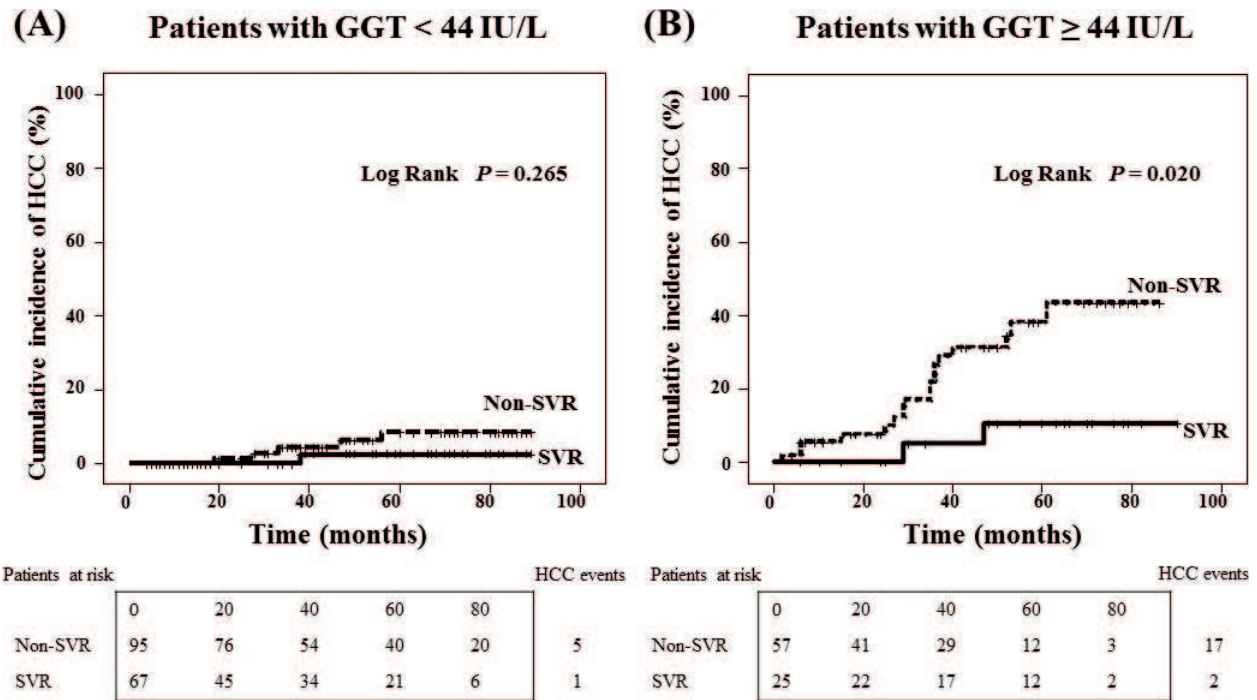 (A) Patients with GGT < 44 IU/L
Cumulative incidence of HCC (%)
100
80
60
40
20
0
Log Rank P = 0.265
Non-SVR
SVR
0 20 40 60 80 100
Time (months)
Patients at risk HCC events
0 20 40 60 80
Non-SVR 95 76 54 40 20 5
SVR 67 45 34 21 6 1
(B) Patients with GGT ≥ 44 IU/L
Cumulative incidence of HCC (%)
100
80
60
40
20
0
Log Rank P = 0.020
Non-SVR
SVR
0 20 40 60 80 100
Time (months)
Patients at risk HCC events
0 20 40 60 80
Non-SVR 57 41 29 12 3 17
SVR 25 22 17 12 2 2